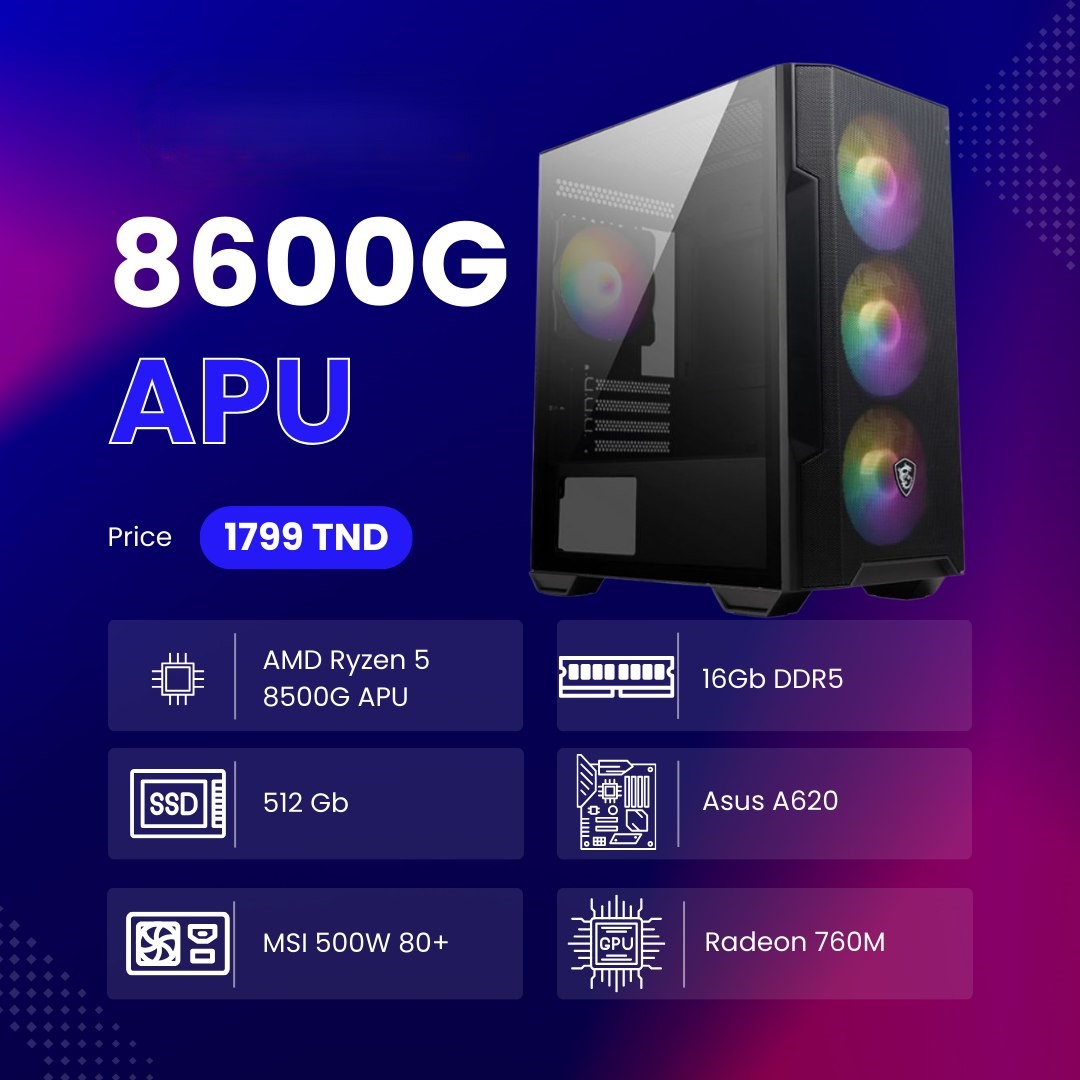 8600G
APU
Price
1799 TND
AMD Ryzen 5
8500G APU
16Gb DDR5
SSD
512 Gb
Asus A620
MSI 500W 80+
GPU
Radeon 760M